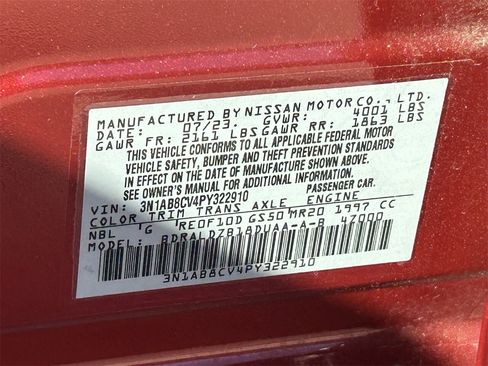 MANUFACTURED BY NISSAN MOTOR CO., LTD.
DATE: 07/23 GVWR: 4001 LBS
GAWR FR: 2161 LBS GAWR RR: 1863 LBS
THIS VEHICLE CONFORMS TO ALL APPLICABLE FEDERAL MOTOR
VEHICLE SAFETY, BUMPER AND THEFT PREVENTION STANDARDS
IN EFFECT ON THE DATE OF MANUFACTURE SHOWN ABOVE.
SEE OWNER'S MANUAL FOR ADDITIONAL INFORMATION.
VIN: 3N1AB8CV4PY322910 PASSENGER CAR.
COLOR TRIM TRANS AXLE ENGINE
NBL G RE0F10D GS50 MR20 1997 CC
MODEL: BDRALDZB18DUAA-A-B 47000
3N1AB8CV4PY322910